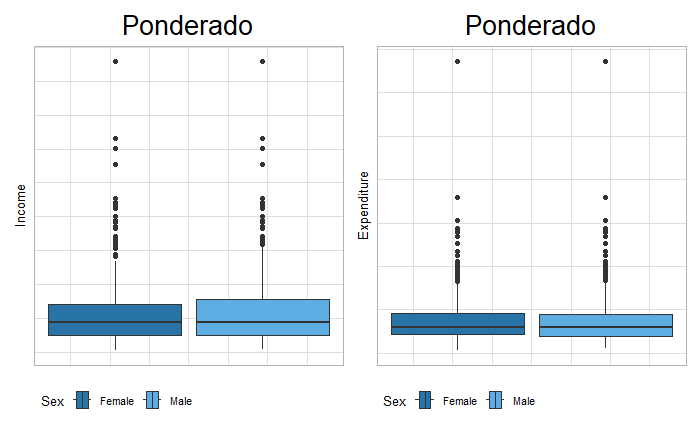 Ponderado
Income
Sex Female Male
Ponderado
Expenditure
Sex Female Male